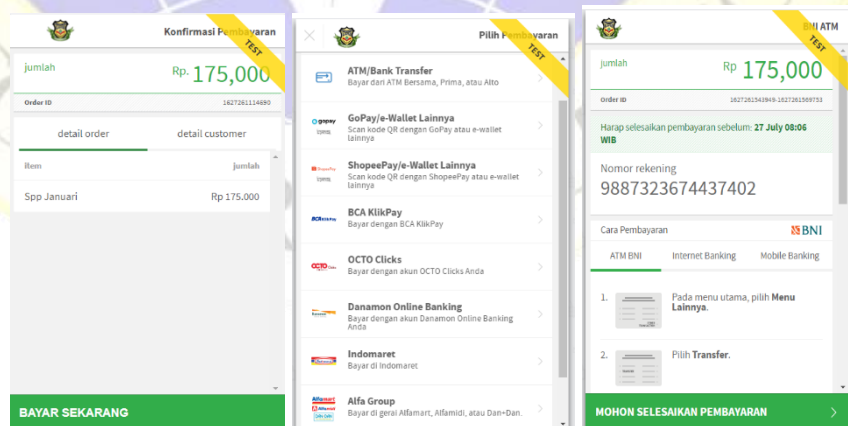 Konfirmasi Pembayaran
TEST
jumlah
Rp. 175,000
Order ID 1627261114690
detail order detail customer
Item jumlah
Spp Januari Rp 175.000
BAYAR SEKARANG
Pilih Pembayaran
TEST
ATM/Bank Transfer
Bayar dari ATM Bersama, Prima, atau Alto
gopay
GoPay/e-Wallet Lainnya
Scan kode QR dengan GoPay atau e-wallet
lainnya
ShopeePay/e-Wallet Lainnya
Scan kode QR dengan ShopeePay atau e-wallet
lainnya
BCA KlikPay
Bayar dengan BCA KlikPay
OCTO Clicks
Bayar dengan akun OCTO Clicks Anda
Danamon Online Banking
Bayar dengan akun Danamon Online Banking
Anda
Indomaret
Bayar di Indomaret
Alfamart
Alfa Group
Bayar di gerai Alfamart, Alfamidi, atau Dan+Dan.
BNI ATM
TEST
jumlah
Rp 175,000
Order ID 1627261543949-1627261569753
Harap selesaikan pembayaran sebelum: 27 July 08:06
WIB
Nomor rekening
9887323674437402
Cara Pembayaran BNI
ATM BNI Internet Banking Mobile Banking
1. Pada menu utama, pilih Menu
Lainnya.
2. Pilih Transfer.
MOHON SELESAIKAN PEMBAYARAN